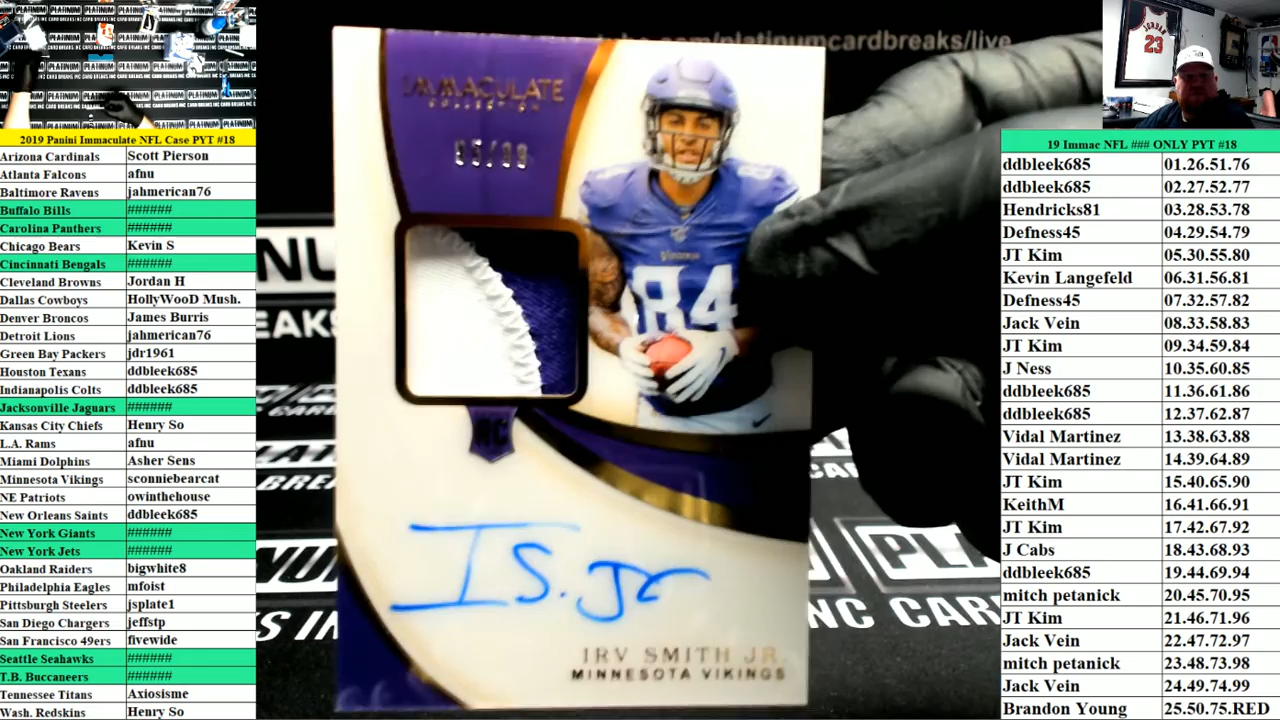 2019 Panini Immaculate NFL Case PYT #18
Arizona Cardinals Scott Pierson
Atlanta Falcons afnu
Baltimore Ravens jahmerican76
Buffalo Bills ######
Carolina Panthers ######
Chicago Bears Kevin S
Cincinnati Bengals ######
Cleveland Browns Jordan H
Dallas Cowboys HollyWooD Mush.
Denver Broncos James Burris
Detroit Lions jahmerican76
Green Bay Packers jdr1961
Houston Texans ddbleek685
Indianapolis Colts ddbleek685
Jacksonville Jaguars ######
Kansas City Chiefs Henry So
L.A. Rams afnu
Miami Dolphins Asher Sens
Minnesota Vikings sconniebearcat
NE Patriots owinthehouse
New Orleans Saints ddbleek685
New York Giants ######
New York Jets ######
Oakland Raiders bigwhite8
Philadelphia Eagles mfoist
Pittsburgh Steelers jsplate1
San Diego Chargers jeffstp
San Francisco 49ers fivewide
Seattle Seahawks ######
T.B. Buccaneers ######
Tennessee Titans Axiosisme
Wash. Redskins Henry So
IMMACULATE
COLLECTION
84
RC
IS. Jr
IRV SMITH JR.
MINNESOTA VIKINGS
JORDAN
23
19 Immac NFL ### ONLY PYT #18
ddbleek685 01.26.51.76
ddbleek685 02.27.52.77
Hendricks81 03.28.53.78
Defness45 04.29.54.79
JT Kim 05.30.55.80
Kevin Langefeld 06.31.56.81
Defness45 07.32.57.82
Jack Vein 08.33.58.83
JT Kim 09.34.59.84
J Ness 10.35.60.85
ddbleek685 11.36.61.86
ddbleek685 12.37.62.87
Vidal Martinez 13.38.63.88
Vidal Martinez 14.39.64.89
JT Kim 15.40.65.90
KeithM 16.41.66.91
JT Kim 17.42.67.92
J Cabs 18.43.68.93
ddbleek685 19.44.69.94
mitch petanick 20.45.70.95
JT Kim 21.46.71.96
Jack Vein 22.47.72.97
mitch petanick 23.48.73.98
Jack Vein 24.49.74.99
Brandon Young 25.50.75.RED